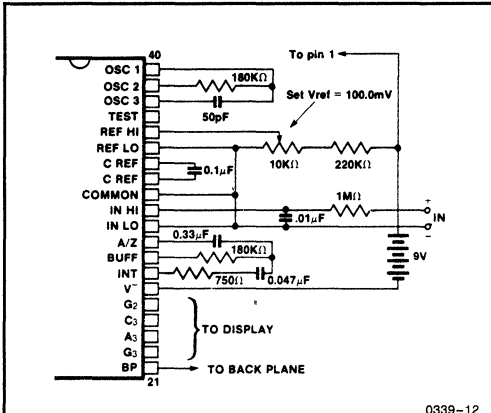 40
To pin 1
OSC 1
OSC 2
180KΩ
OSC 3
50pF
Set Vref = 100.0mV
TEST
REF HI
REF LO
10KΩ
220KΩ
C REF
0.1μF
C REF
COMMON
1MΩ
IN HI
.01μF
+
IN
IN LO
−
A/Z
0.33μF
BUFF
180KΩ
9V
INT
750Ω
0.047μF
V⁻
G2
C3
TO DISPLAY
A3
G3
BP
TO BACK PLANE
21
0339-12